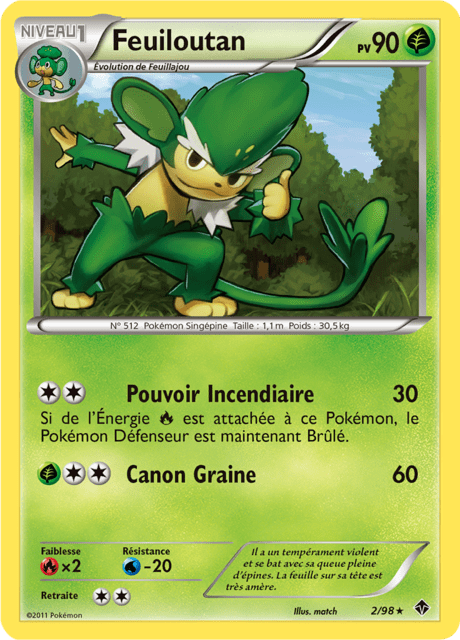 NIVEAU 1
Feuiloutan
PV 90
Évolution de Feuillajou
N° 512 Pokémon Singépine Taille : 1,1 m Poids : 30,5 kg
Pouvoir Incendiaire 30
Si de l'Énergie est attachée à ce Pokémon, le
Pokémon Défenseur est maintenant Brûlé.
Canon Graine 60
Faiblesse
×2
Résistance
-20
Retraite
Il a un tempérament violent
et se bat avec sa queue pleine
d'épines. La feuille sur sa tête est
très amère.
©2011 Pokémon
Illus. match
2/98